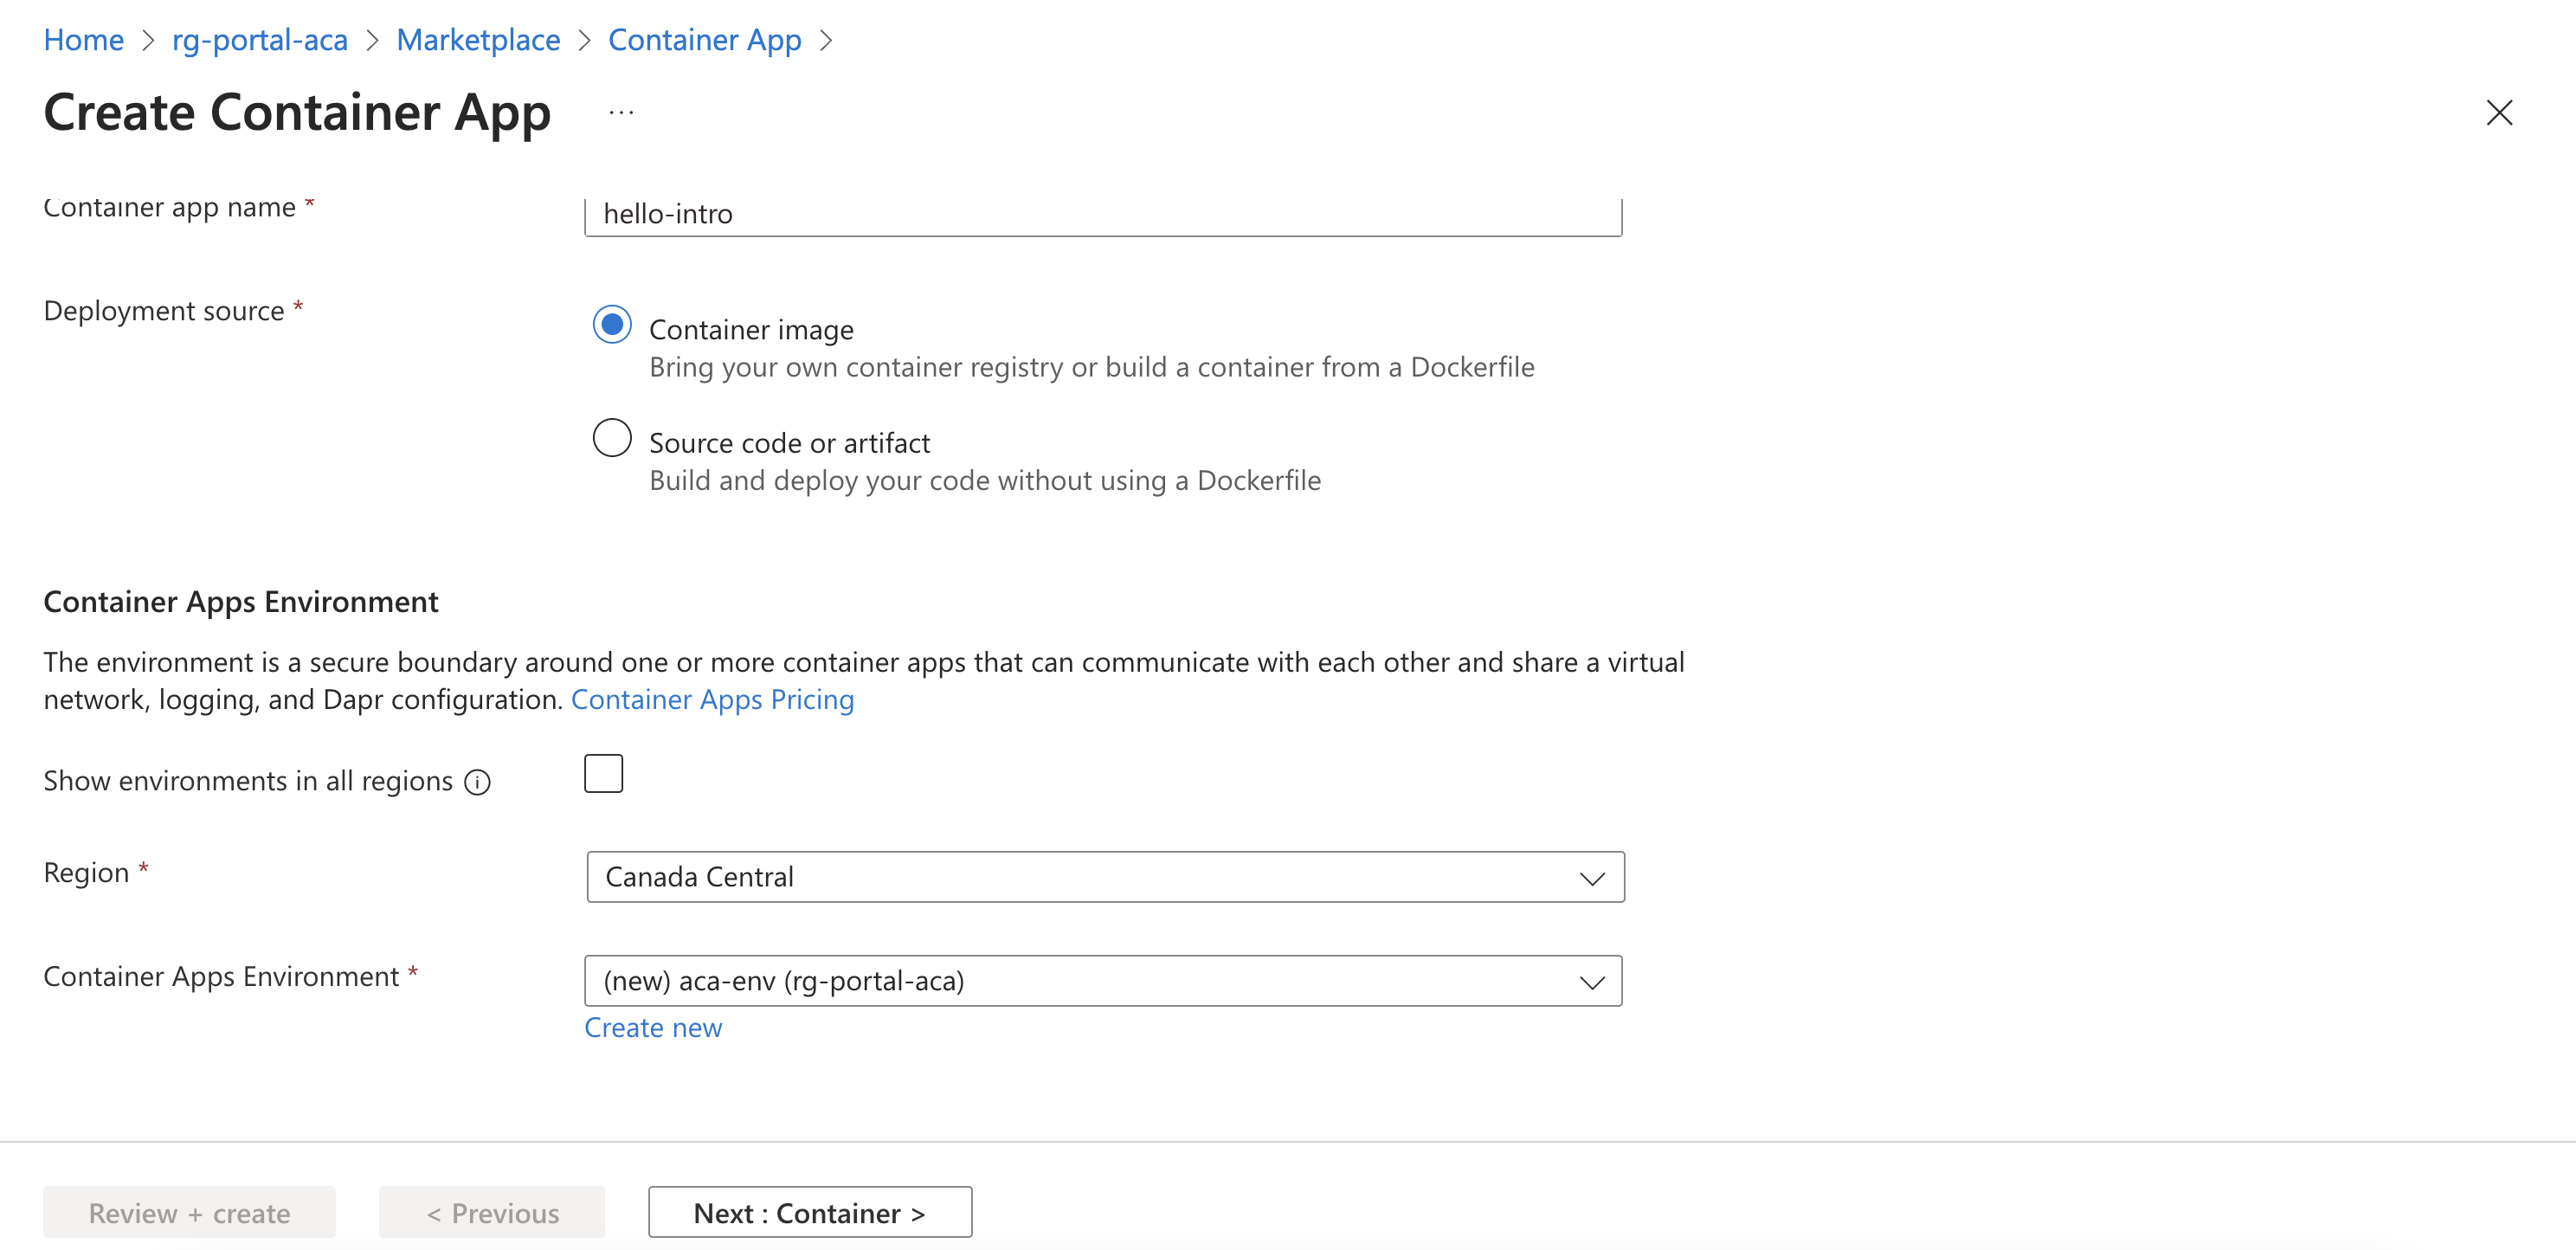 Home > rg-portal-aca > Marketplace > Container App >
Create Container App ...
Container app name *
hello-intro
Deployment source *
Container image
Bring your own container registry or build a container from a Dockerfile
Source code or artifact
Build and deploy your code without using a Dockerfile
Container Apps Environment
The environment is a secure boundary around one or more container apps that can communicate with each other and share a virtual
network, logging, and Dapr configuration. Container Apps Pricing
Show environments in all regions
Region *
Canada Central
Container Apps Environment *
(new) aca-env (rg-portal-aca)
Create new
Review + create
< Previous
Next : Container >